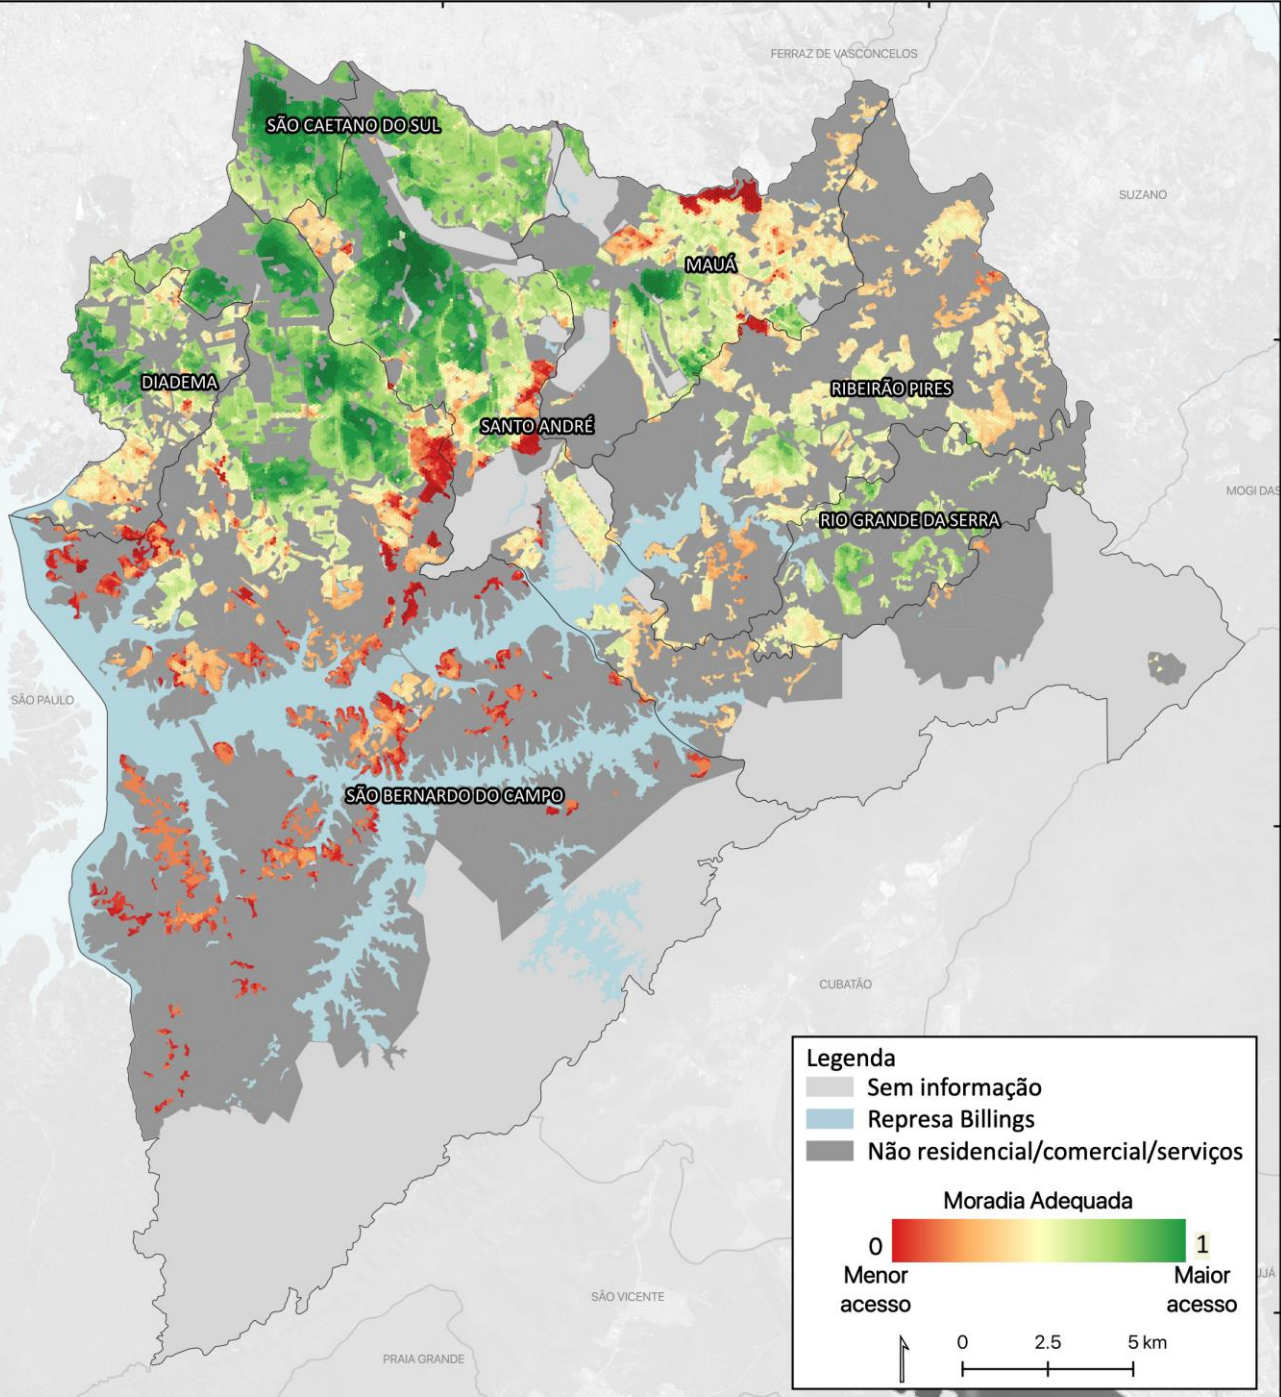 FERRAZ DE VASCONCELOS
SÃO CAETANO DO SUL
SUZANO
MAUÁ
DIADEMA
RIBEIRÃO PIRES
SANTO ANDRÉ
MOGI DAS
RIO GRANDE DA SERRA
SÃO PAULO
SÃO BERNARDO DO CAMPO
CUBATÃO
Legenda
Sem informação
Represa Billings
Não residencial/comercial/serviços
Moradia Adequada
0
1
Menor
acesso
Maior
acesso
UJÁ
SÃO VICENTE
0 2.5 5 km
PRAIA GRANDE